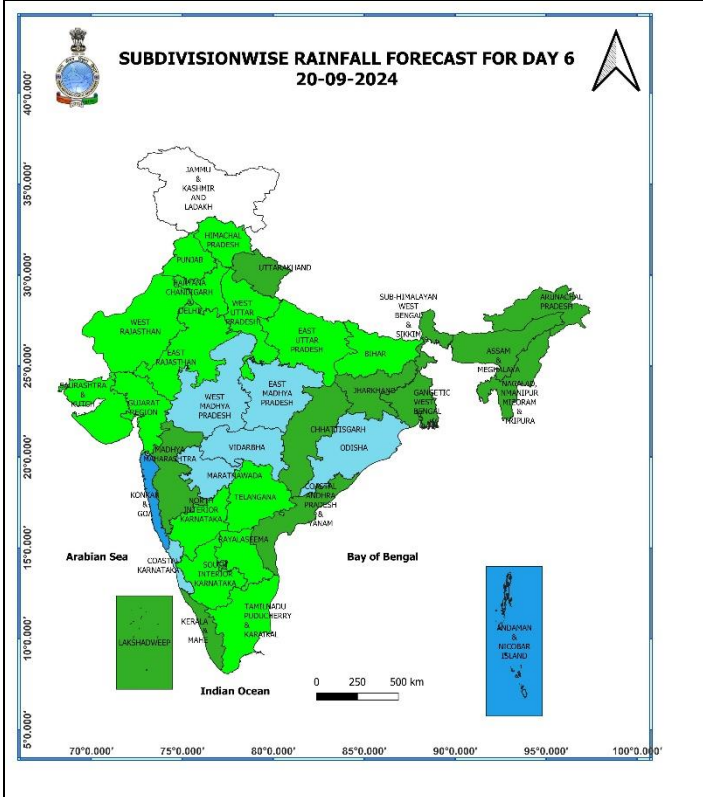 SUBDIVISIONWISE RAINFALL FORECAST FOR DAY 6
20-09-2024
40°0.000'
35°0.000'
30°0.000'
25°0.000'
20°0.000'
15°0.000'
10°0.000'
5°0.000'
JAMMU
&
KASHMIR
AND
LADAKH
HIMACHAL
PRADESH
PUNJAB
UTTARAKHAND
CHANDIGARH
&
DELHI
WEST
UTTAR
PRADESH
WEST
RAJASTHAN
EAST
RAJASTHAN
EAST
UTTAR
PRADESH
BIHAR
SUB-HIMALAYAN
WEST
BENGAL
&
SIKKIM
ARUNACHAL
PRADESH
ASSAM
&
MEGHALAYA
NAGALAD,
MIZORAM
&
TRIPURA
SAURASHTRA
&
KUTCH
GUJARAT
REGION
WEST
MADHYA
PRADESH
EAST
MADHYA
PRADESH
JHARKHAND
GANGETIC
WEST
BENGAL
CHHATTISGARH
ODISHA
MADHYA
MAHARASHTRA
VIDARBHA
MARATHAWADA
KONKAN
&
GOA
NORTH
INTERIOR
KARNATAKA
TELANGANA
COASTAL
ANDHRA
PRADESH
&
YANAM
RAYALASEEMA
COASTAL
KARNATAKA
SOUTH
INTERIOR
KARNATAKA
TAMILNADU
PUDUCHERRY
&
KARAIKAL
KERALA
&
MAHE
LAKSHADWEEP
ANDAMAN
&
NICOBAR
ISLAND
Arabian Sea
Bay of Bengal
Indian Ocean
0 250 500 km
70°0.000' 75°0.000' 80°0.000' 85°0.000' 90°0.000' 95°0.000' 100°0.000'